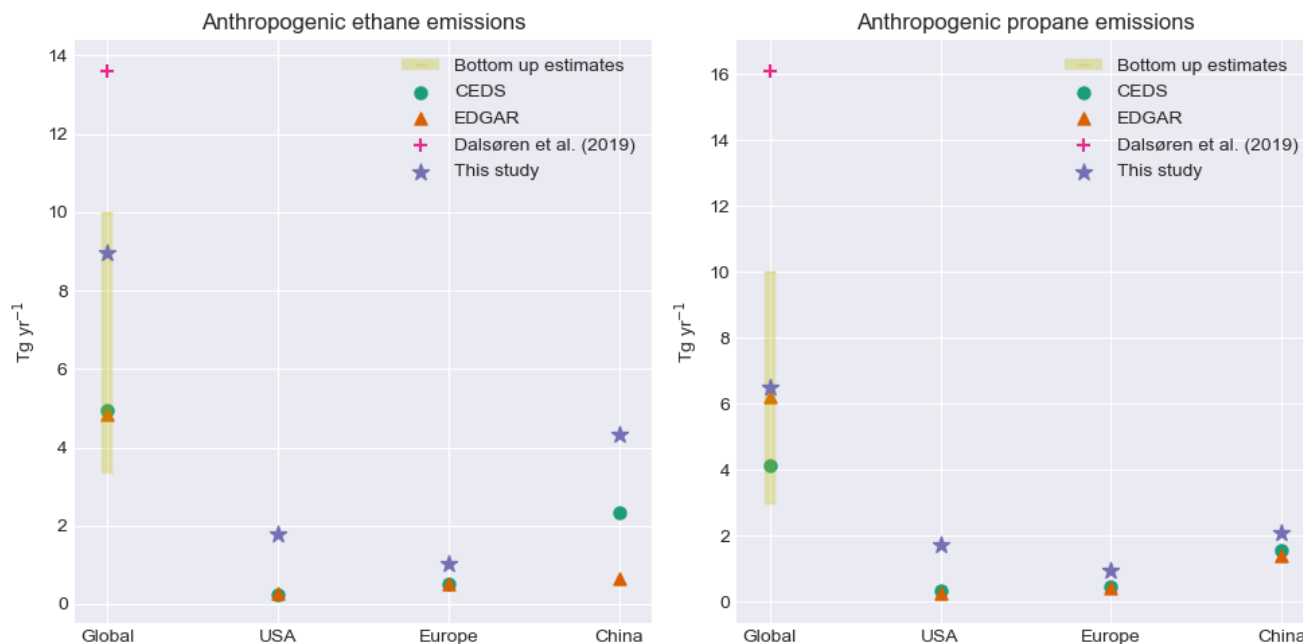 Anthropogenic ethane emissions
14
12
10
8
6
4
2
0
Tg yr⁻¹
Bottom up estimates
CEDS
EDGAR
Dalsøren et al. (2019)
This study
Global USA Europe China
Anthropogenic propane emissions
16
14
12
10
8
6
4
2
0
Tg yr⁻¹
Bottom up estimates
CEDS
EDGAR
Dalsøren et al. (2019)
This study
Global USA Europe China